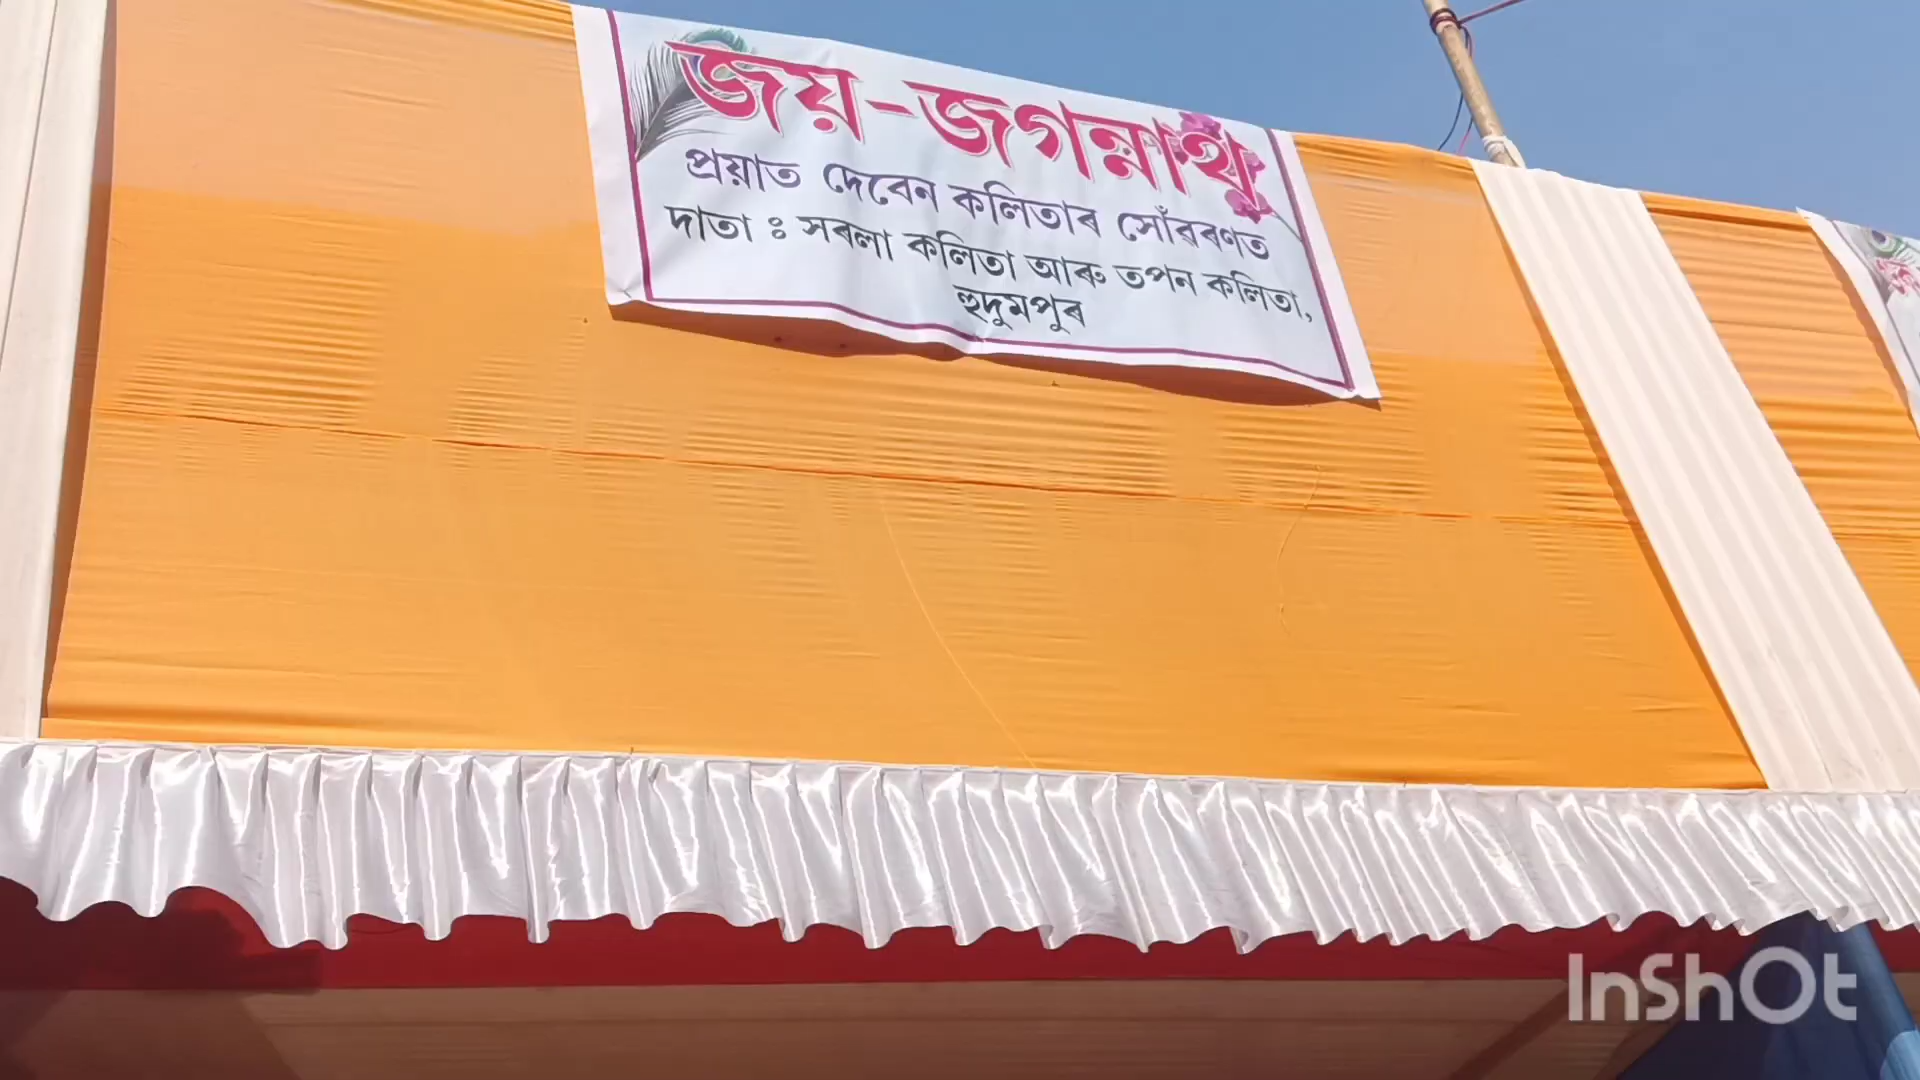 জয়-জগন্নাথ
প্ৰয়াত দেবেন কলিতাৰ সোঁৱৰণত
দাতা ঃ সৰলা কলিতা আৰু তপন কলিতা,
হুদুমপুৰ
InShOt